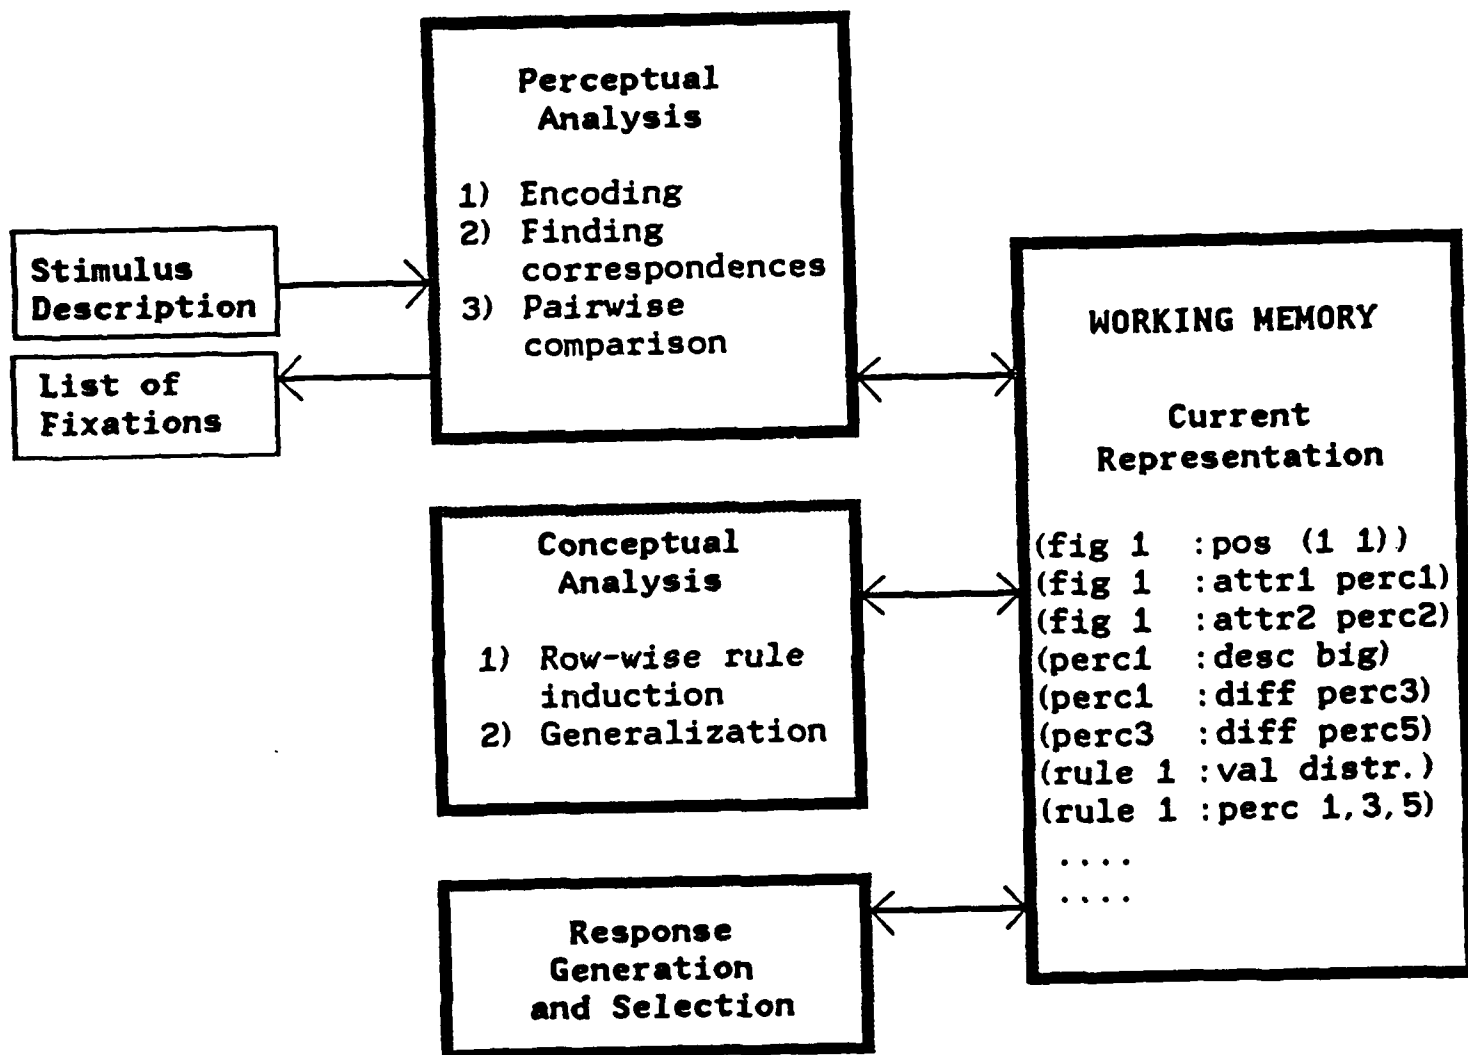 Perceptual
Analysis
1) Encoding
2) Finding
correspondences
3) Pairwise
comparison
Stimulus
Description
List of
Fixations
Conceptual
Analysis
1) Row-wise rule
induction
2) Generalization
Response
Generation
and Selection
WORKING MEMORY
Current
Representation
(fig 1 :pos (1 1))
(fig 1 :attr1 perc1)
(fig 1 :attr2 perc2)
(perc1 :desc big)
(perc1 :diff perc3)
(perc3 :diff perc5)
(rule 1 :val distr.)
(rule 1 :perc 1,3,5)
....
....